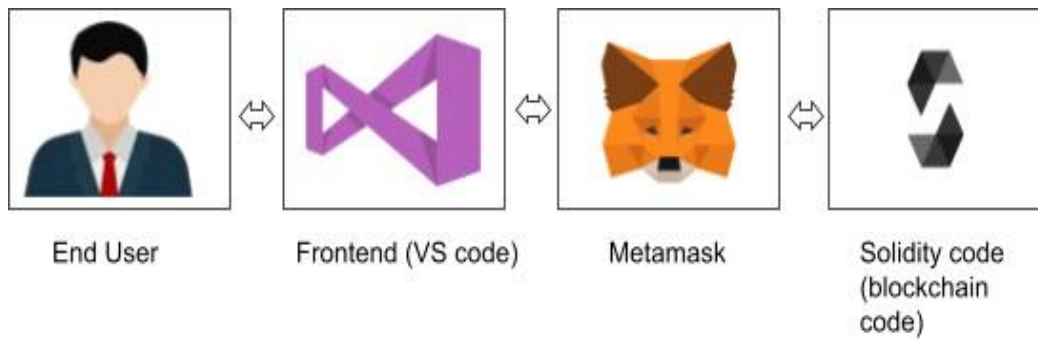 End User
Frontend (VS code)
Metamask
Solidity code
(blockchain
code)